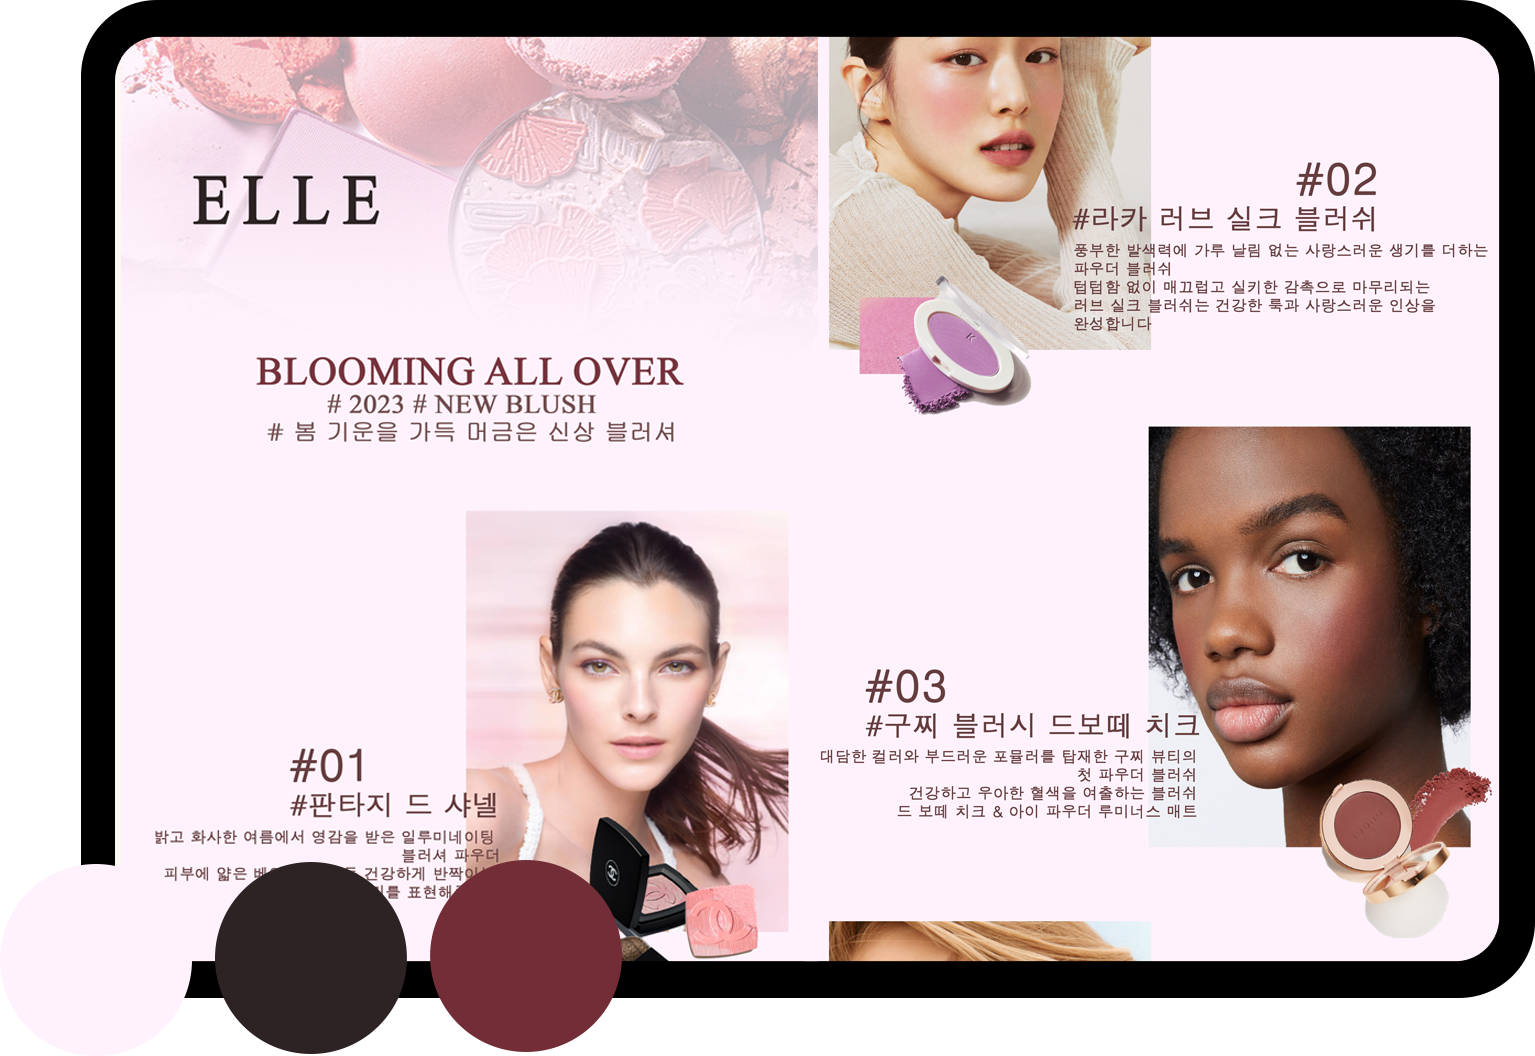 ELLE
BLOOMING ALL OVER
# 2023 # NEW BLUSH
# 봄 기운을 가득 머금은 신상 블러셔
#01
#판타지 드 샤넬
밝고 화사한 여름에서 영감을 받은 일루미네이팅
블러셔 파우더
피부에 얇은 건강하게 반짝
표현해
#02
#라카 러브 실크 블러쉬
풍부한 발색력에 가루 날림 없는 사랑스러운 생기를 더하는
파우더 블러쉬
텁텁함 없이 매끄럽고 실키한 감촉으로 마무리되는
러브 실크 블러쉬는 건강한 룩과 사랑스러운 인상을
완성합니다
#03
#구찌 블러시 드보떼 치크
대담한 컬러와 부드러운 포뮬러를 탑재한 구찌 뷰티의
첫 파우더 블러쉬
건강하고 우아한 혈색을 여출하는 블러쉬
드 보떼 치크 & 아이 파우더 루미너스 매트